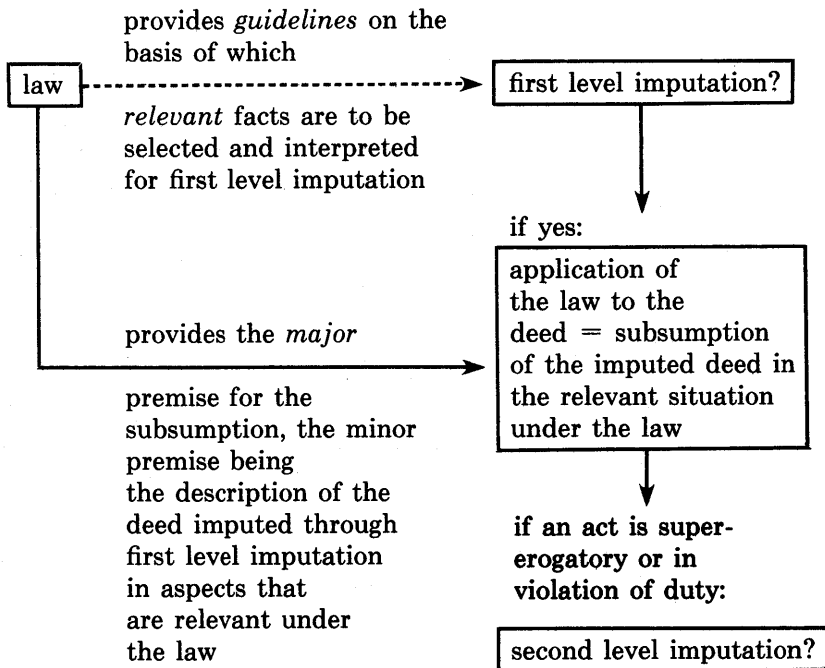 provides guidelines on the
basis of which
law
first level imputation?
relevant facts are to be
selected and interpreted
for first level imputation
if yes:
application of
the law to the
deed = subsumption
of the imputed deed in
the relevant situation
under the law
provides the major
premise for the
subsumption, the minor
premise being
the description of the
deed imputed through
first level imputation
in aspects that
are relevant under
the law
if an act is super-
erogatory or in
violation of duty:
second level imputation?